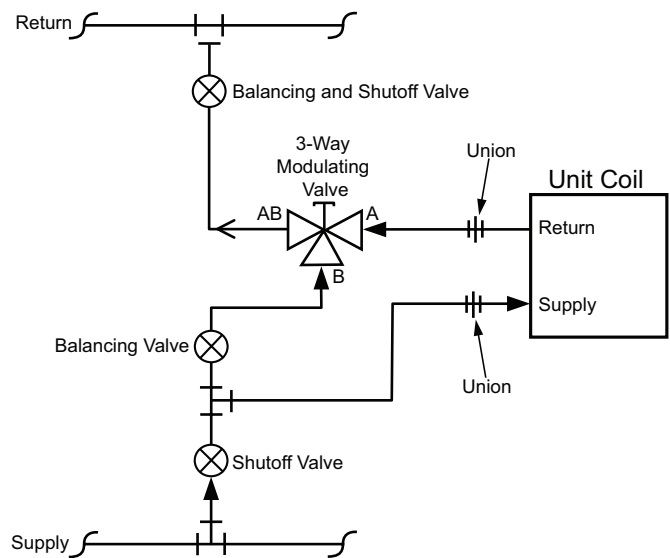 Return
Balancing and Shutoff Valve
3-Way
Modulating
Valve
Union
Unit Coil
AB
A
Return
B
Supply
Balancing Valve
Union
Shutoff Valve
Supply